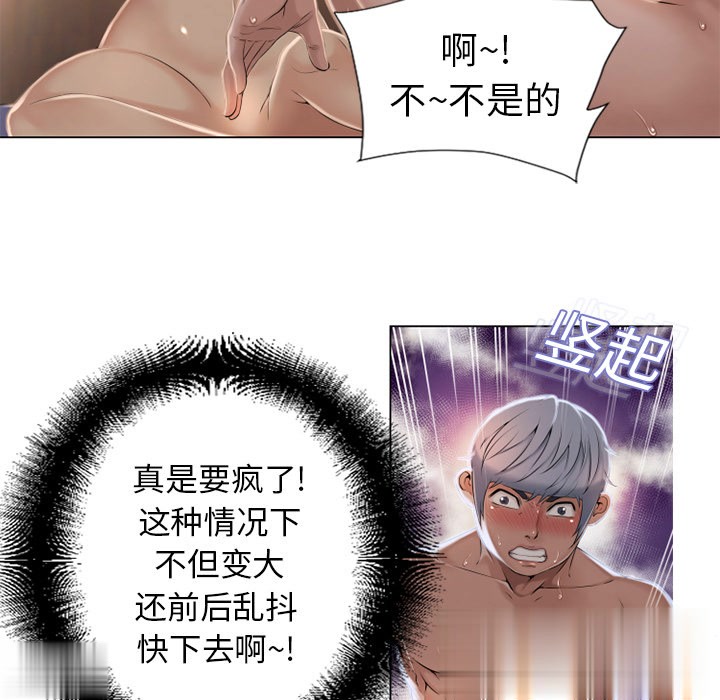 啊~!
不~不是的
竖起
真是要疯了!
这种情况下
不但变大
还前后乱抖
快下去啊~!